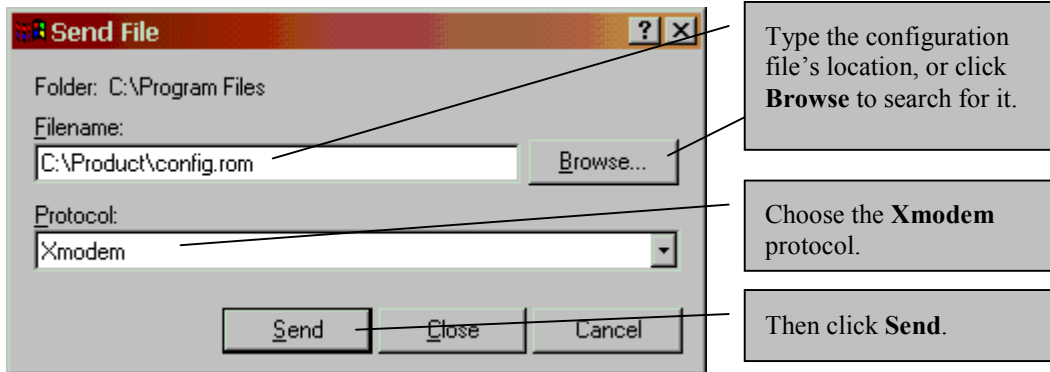 Send File
Folder: C:\Program Files
Filename:
C:\Product\config.rom
Browse...
Protocol:
Xmodem
Send
Close
Cancel
Type the configuration
file’s location, or click
Browse to search for it.
Choose the Xmodem
protocol.
Then click Send.